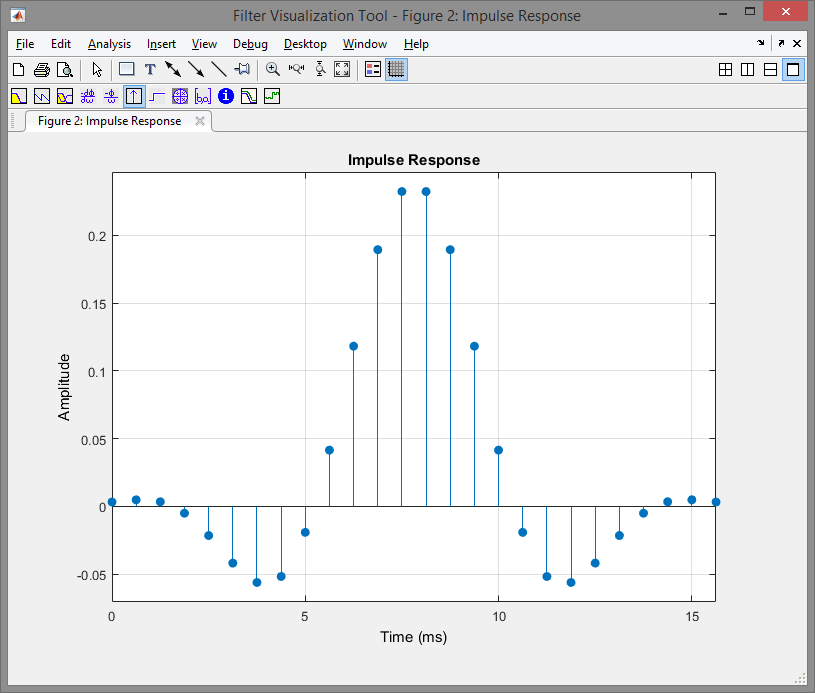 Filter Visualization Tool - Figure 2: Impulse Response
File Edit Analysis Insert View Debug Desktop Window Help
T
[b,a]
i
Figure 2: Impulse Response
Impulse Response
0.2
0.15
0.1
0.05
0
-0.05
Amplitude
0 5 10 15
Time (ms)